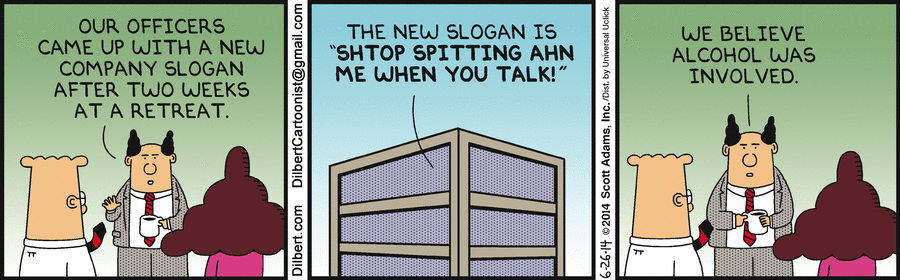 OUR OFFICERS
CAME UP WITH A NEW
COMPANY SLOGAN
AFTER TWO WEEKS
AT A RETREAT.
Dilbert.com DilbertCartoonist@gmail.com
THE NEW SLOGAN IS
"SHTOP SPITTING AHN
ME WHEN YOU TALK!"
6-26-14 ©2014 Scott Adams, Inc./Dist. by Universal Uclick
WE BELIEVE
ALCOHOL WAS
INVOLVED.